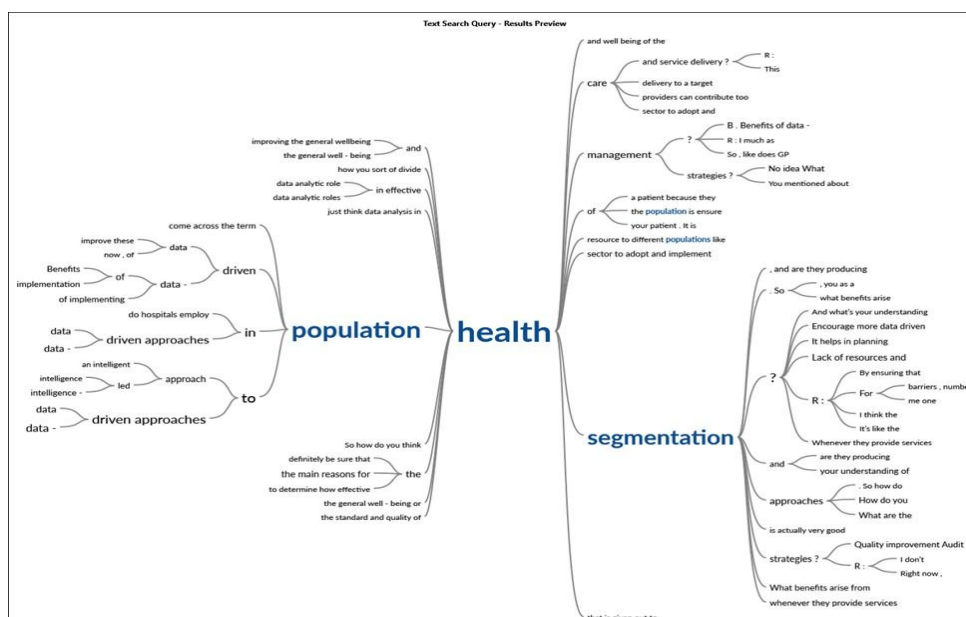 Text Search Query - Results Preview
improving the general wellbeing
the general well - being
and
how you sort of divide
data analytic role
data analytic roles
in effective
just think data analysis in
come across the term
improve these
now , of
data
Benefits
implementation
of
of implementing
data -
driven
do hospitals employ
data
data -
driven approaches
in
an intelligent
intelligence
intelligence -
led
approach
data
data -
driven approaches
to
population
So how do you think
definitely be sure that
the main reasons for
to determine how effective
the
the general well - being or
the standard and quality of
health
and well being of the
care
and service delivery ?
R :
This
delivery to a target
providers can contribute too
sector to adopt and
management
?
B . Benefits of data -
R : I much as
So , like does GP
strategies ?
No idea What
You mentioned about
of
a patient because they
the population is ensure
your patient . It is
resource to different populations like
sector to adopt and implement
segmentation
, and are they producing
. So
, you as a
what benefits arise
?
And what's your understanding
Encourage more data driven
It helps in planning
Lack of resources and
R :
By ensuring that
For
barriers , numbe
me one
I think the
It's like the
Whenever they provide services
and
are they producing
your understanding of
approaches
. So how do
How do you
What are the
is actually very good
strategies ?
Quality improvement Audit
R :
I don't
Right now ,
What benefits arise from
whenever they provide services